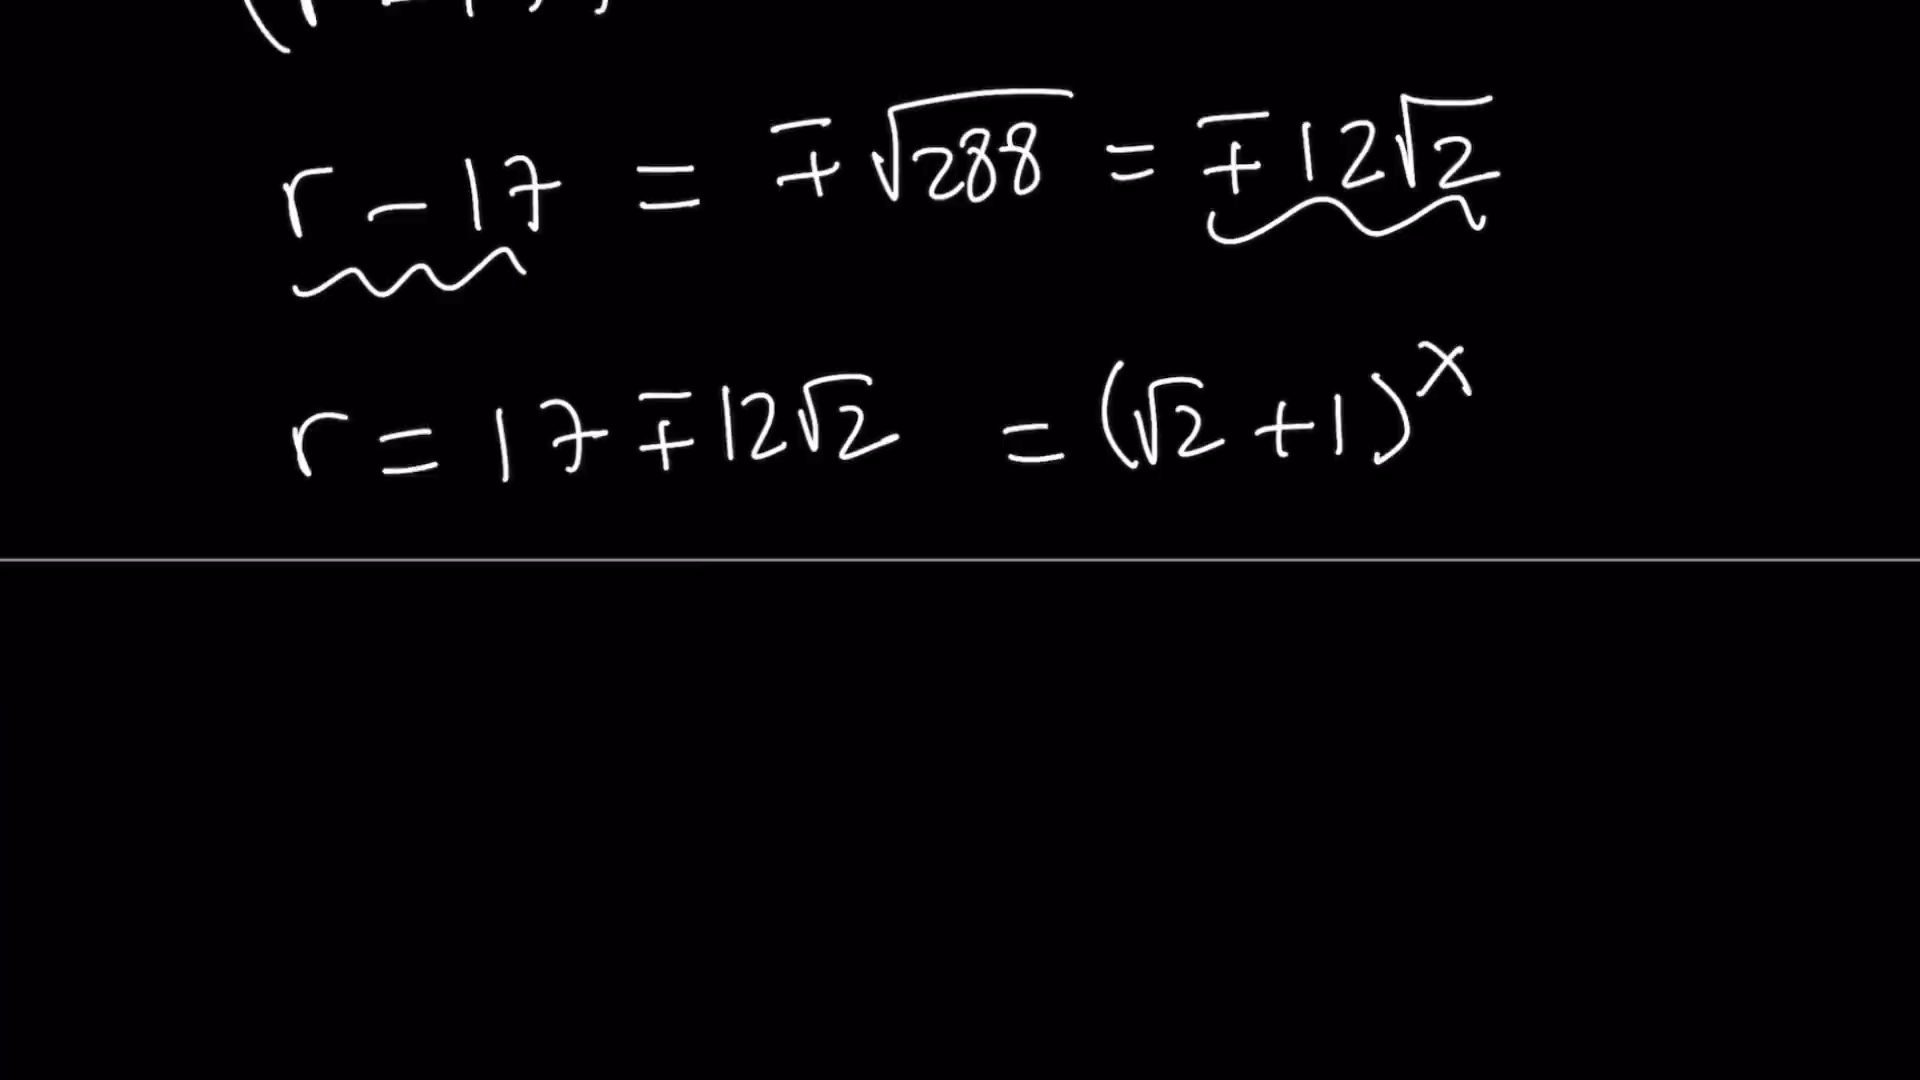 r - 17 = ∓√288 = ∓12√2
r = 17 ∓ 12√2 = (√2 + 1)^x